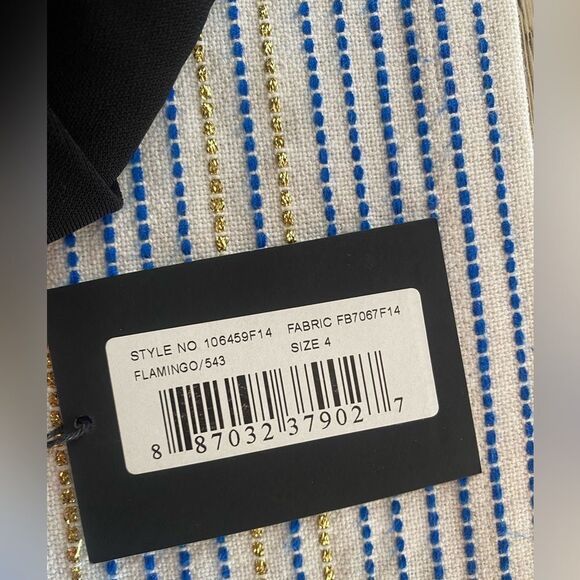 STYLE NO 106459F14 FABRIC FB7067F14
FLAMINGO/543 SIZE 4
8 87032 37902 7